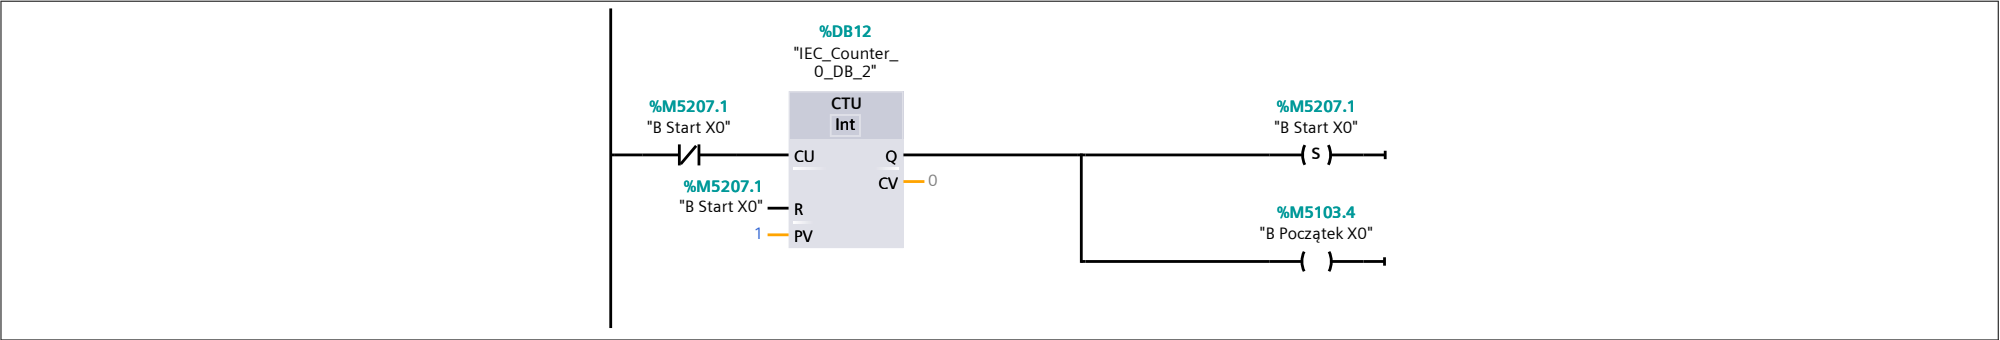 %DB12
"IEC_Counter_
0_DB_2"
%M5207.1
"B Start X0"
CTU
Int
%M5207.1
"B Start X0"
CU
Q
S
CV
0
%M5207.1
"B Start X0"
R
1
PV
%M5103.4
"B Początek X0"